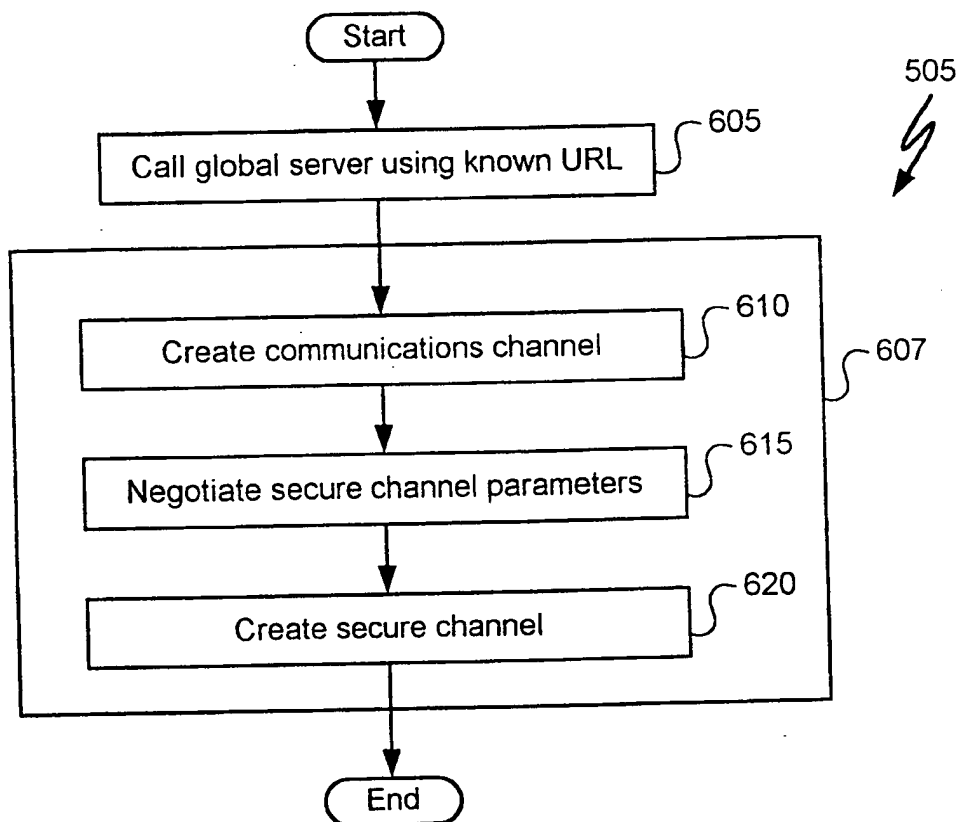 Start
505
605
Call global server using known URL
610
Create communications channel
607
615
Negotiate secure channel parameters
620
Create secure channel
End